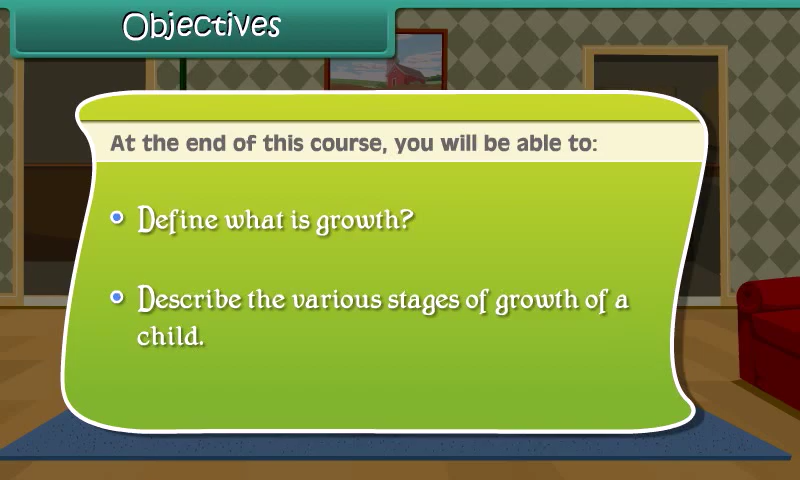 Objectives
At the end of this course, you will be able to:
Define what is growth?
Describe the various stages of growth of a
child.